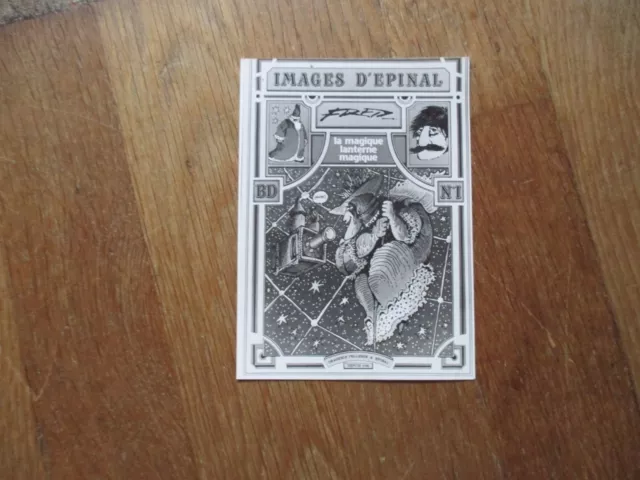 IMAGES D'EPINAL
FRED
la magique
lanterne
magique
BD
N°1